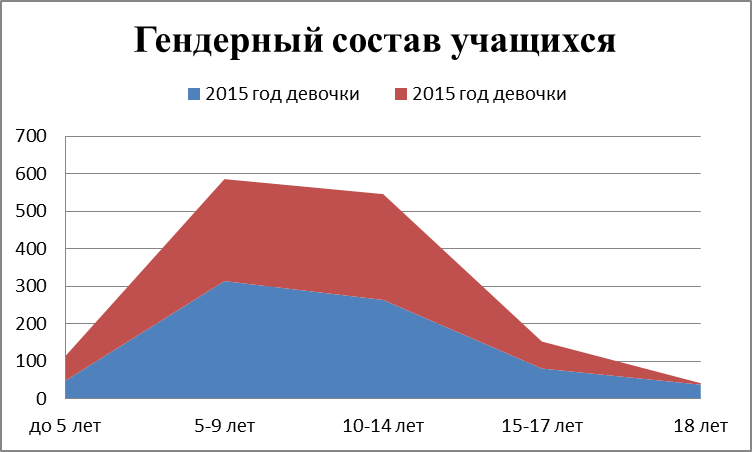 Гендерный состав учащихся
2015 год девочки 2015 год девочки
700
600
500
400
300
200
100
0
до 5 лет 5-9 лет 10-14 лет 15-17 лет 18 лет